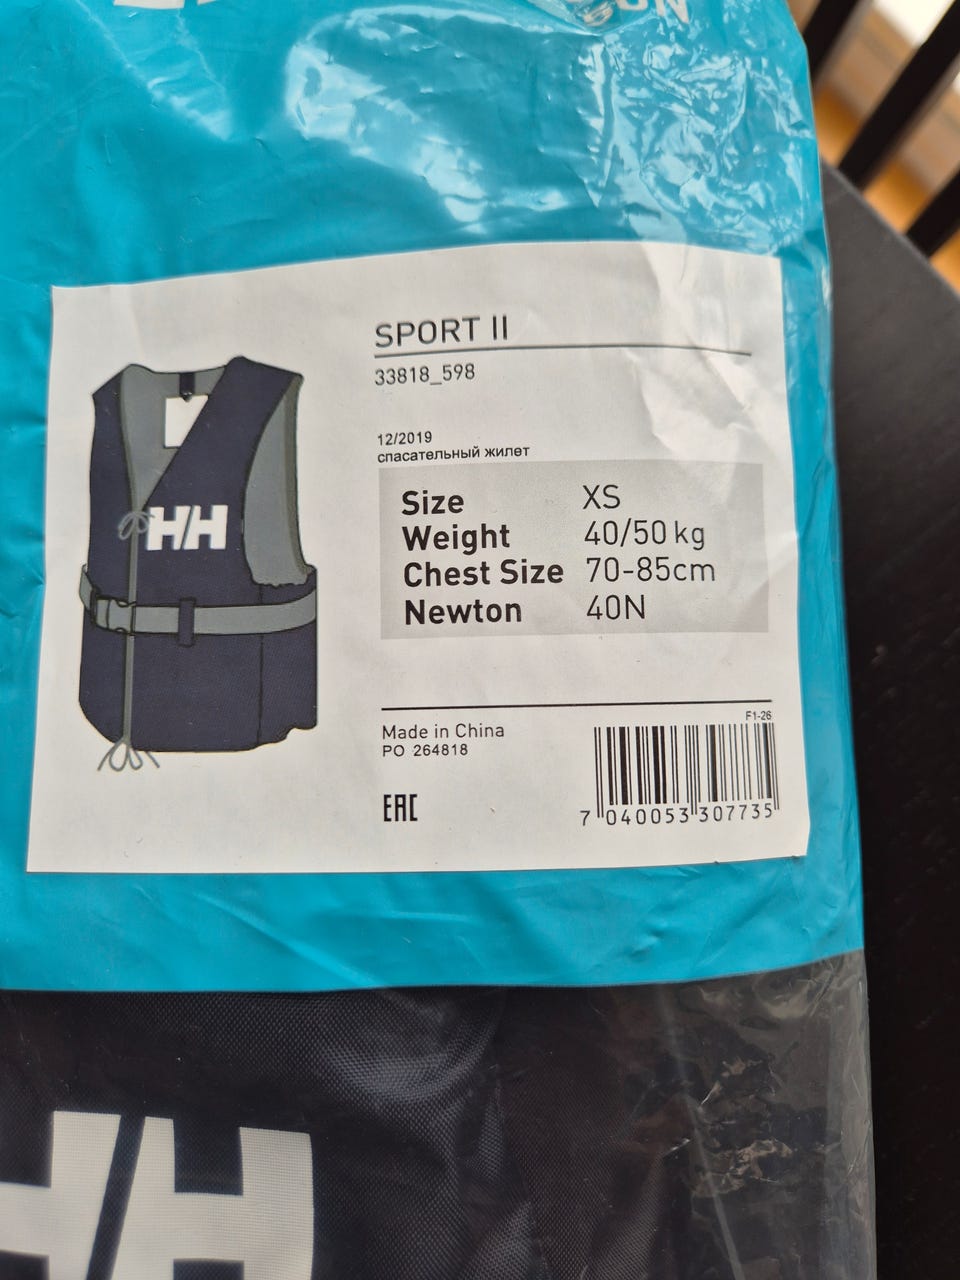 SPORT II
33818_598
12/2019
спасательный жилет
HH
Size XS
Weight 40/50 kg
Chest Size 70-85cm
Newton 40N
Made in China
PO 264818
F1-26
EAC
7 040053 307735
HH